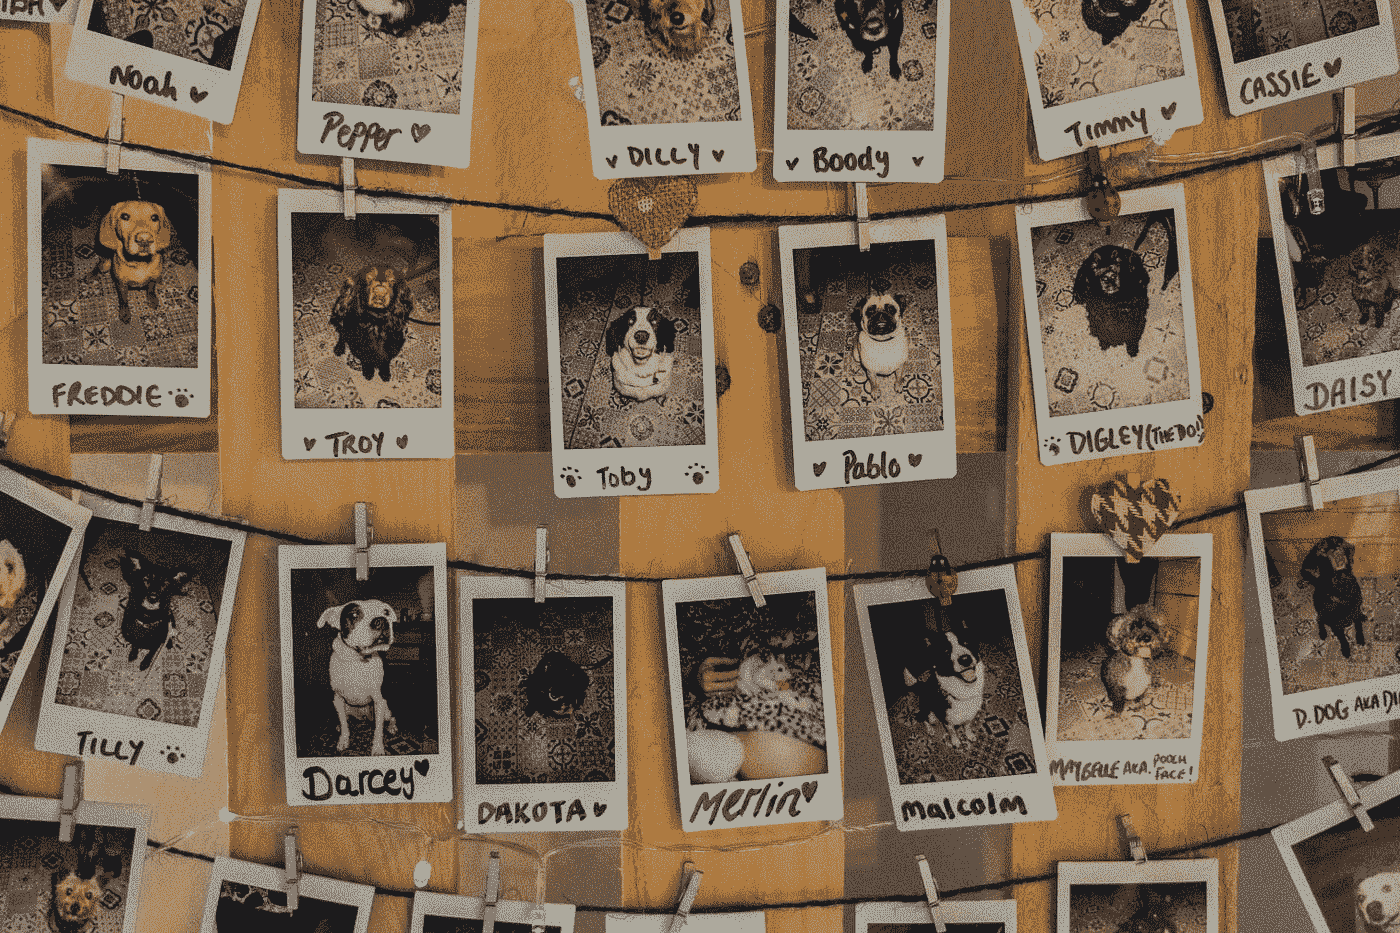 Noah
Pepper
DILLY
Boody
Timmy
CASSIE
FREDDIE
TROY
Toby
Pablo
DIGLEY (THE DO!)
DAISY
TILLY
Darcey
DAKOTA
Merlin
Malcolm
MAYBELLE AKA. POOCH
FACE!
D.DOG AKA